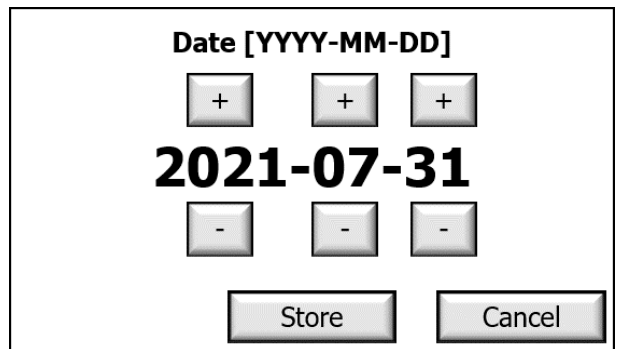 Date [YYYY-MM-DD]
+ + +
2021-07-31
- - -
Store Cancel